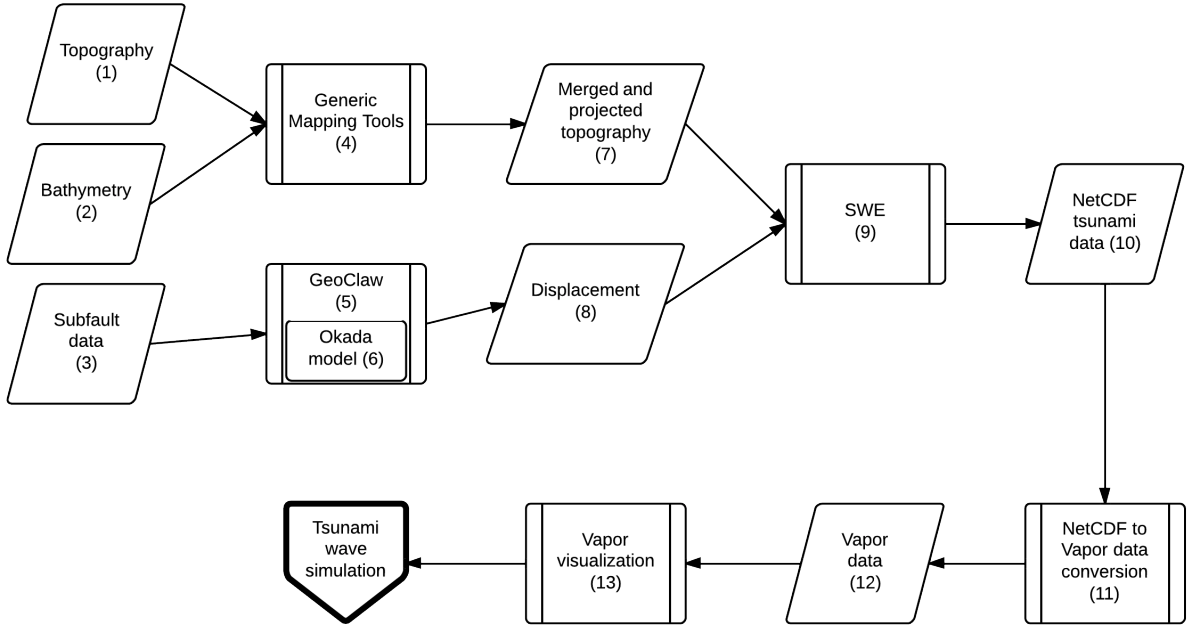 Topography
(1)
Bathymetry
(2)
Subfault
data
(3)
Generic
Mapping Tools
(4)
GeoClaw
(5)
Okada
model (6)
Merged and
projected
topography
(7)
Displacement
(8)
SWE
(9)
NetCDF
tsunami
data (10)
NetCDF to
Vapor data
conversion
(11)
Vapor
data
(12)
Vapor
visualization
(13)
Tsunami
wave
simulation